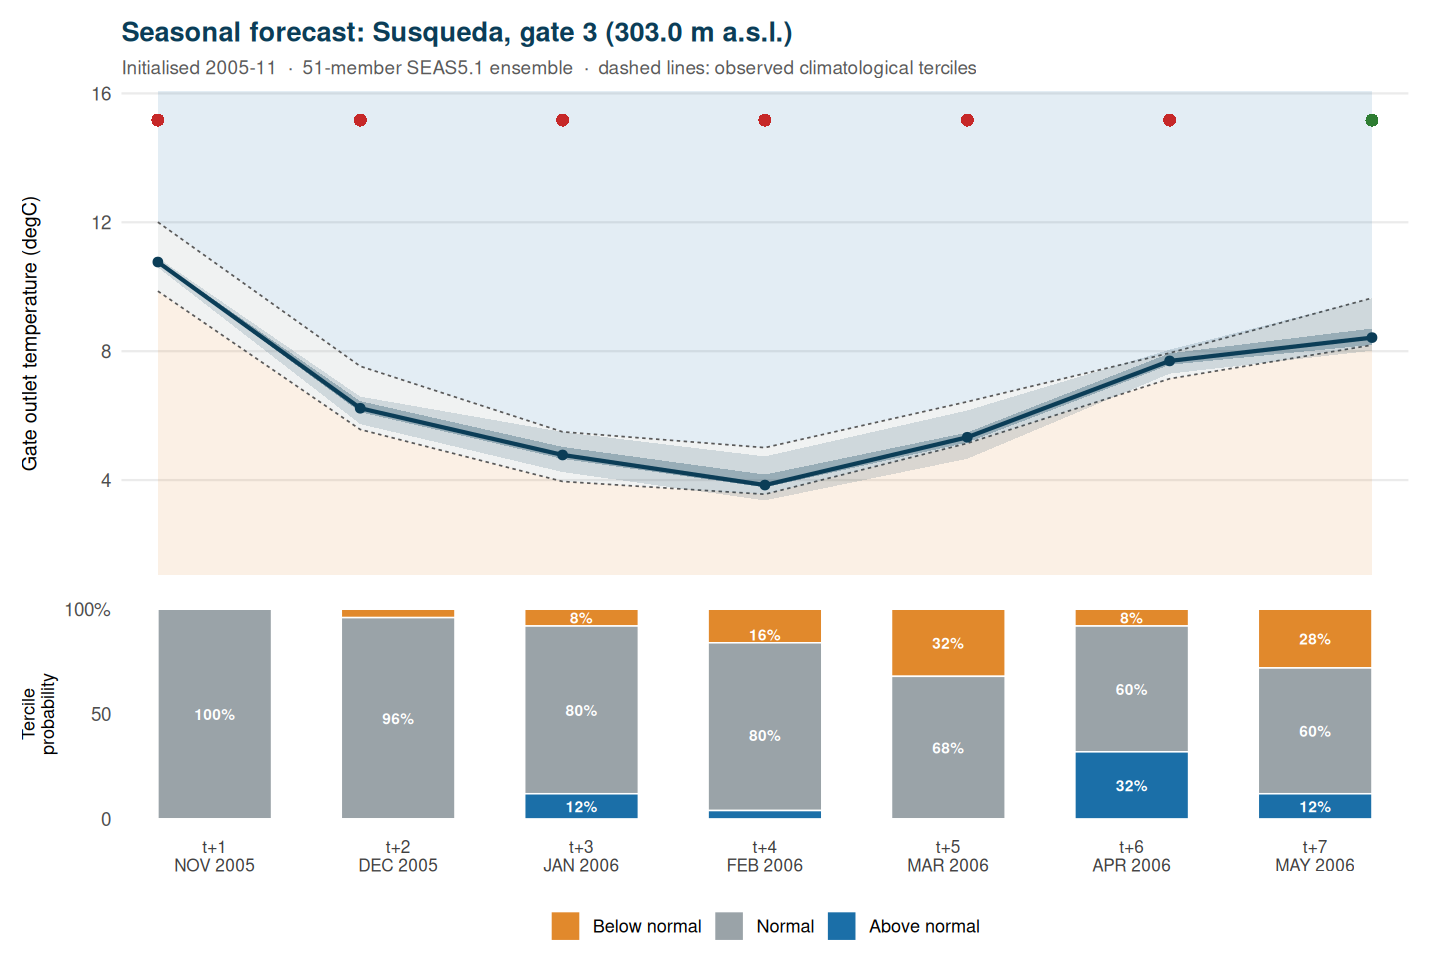 Seasonal forecast: Susqueda, gate 3 (303.0 m a.s.l.)
Initialised 2005-11 · 51-member SEAS5.1 ensemble · dashed lines: observed climatological terciles
Gate outlet temperature (degC)
16
12
8
4
Tercile
probability
100%
50
0
100%
96%
8%
80%
12%
16%
80%
32%
68%
8%
60%
32%
28%
60%
12%
t+1
NOV 2005
t+2
DEC 2005
t+3
JAN 2006
t+4
FEB 2006
t+5
MAR 2006
t+6
APR 2006
t+7
MAY 2006
Below normal
Normal
Above normal